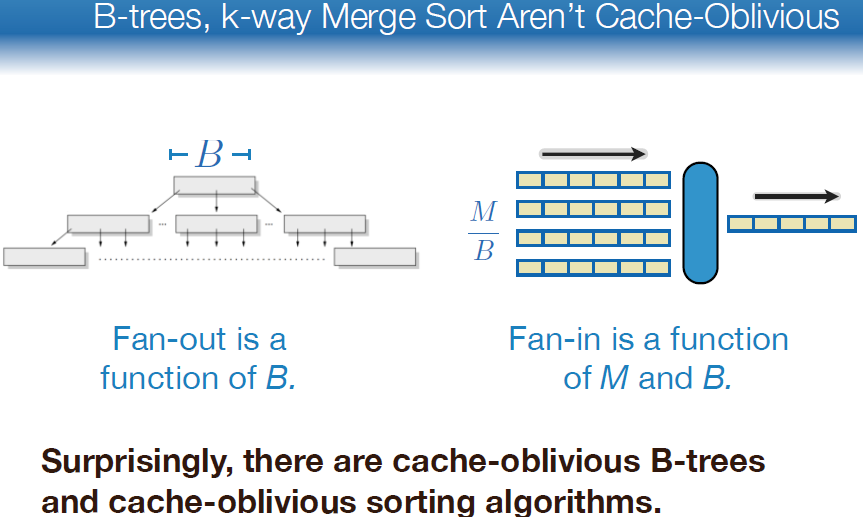 B-trees, k-way Merge Sort Aren't Cache-Oblivious
B
... ...
M
B
Fan-out is a
function of B.
Fan-in is a function
of M and B.
Surprisingly, there are cache-oblivious B-trees
and cache-oblivious sorting algorithms.